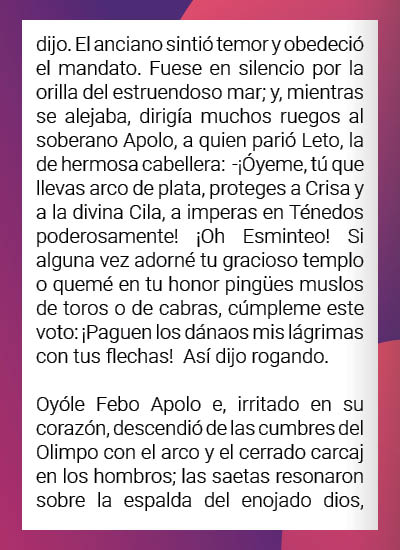 dijo. El anciano sintió temor y obedeció
el mandato. Fuese en silencio por la
orilla del estruendoso mar; y, mientras
se alejaba, dirigía muchos ruegos al
soberano Apolo, a quien parió Leto, la
de hermosa cabellera: -¡Óyeme, tú que
llevas arco de plata, proteges a Crisa y
a la divina Cila, a imperas en Ténedos
poderosamente! ¡Oh Esminteo! Si
alguna vez adorné tu gracioso templo
o quemé en tu honor pingües muslos
de toros o de cabras, cúmpleme este
voto: ¡Paguen los dánaos mis lágrimas
con tus flechas! Así dijo rogando.

Oyóle Febo Apolo e, irritado en su
corazón, descendió de las cumbres del
Olimpo con el arco y el cerrado carcaj
en los hombros; las saetas resonaron
sobre la espalda del enojado dios,